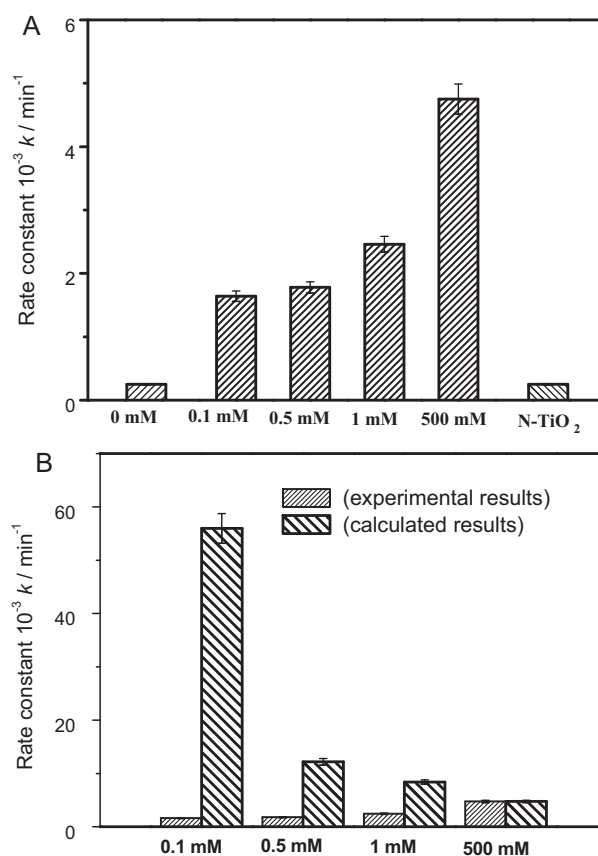 A
6
4
2
0
Rate constant 10⁻³ k / min⁻¹
0 mM 0.1 mM 0.5 mM 1 mM 500 mM N-TiO₂
B
(experimental results)
(calculated results)
60
40
20
0
Rate constant 10⁻³ k / min⁻¹
0.1 mM 0.5 mM 1 mM 500 mM